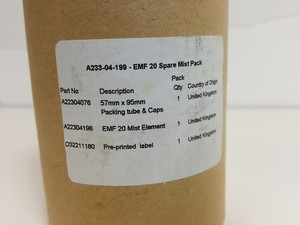 A233-04-199 - EMF 20 Spare Mist Pack
Part No Description Pack Qty Country of Origin
A22304076 57mm x 95mm Packing tube & Caps 1 United Kingdom
A22304196 EMF 20 Mist Element 1 United Kingdom
O32211180 Pre-printed label 1 United Kingdom